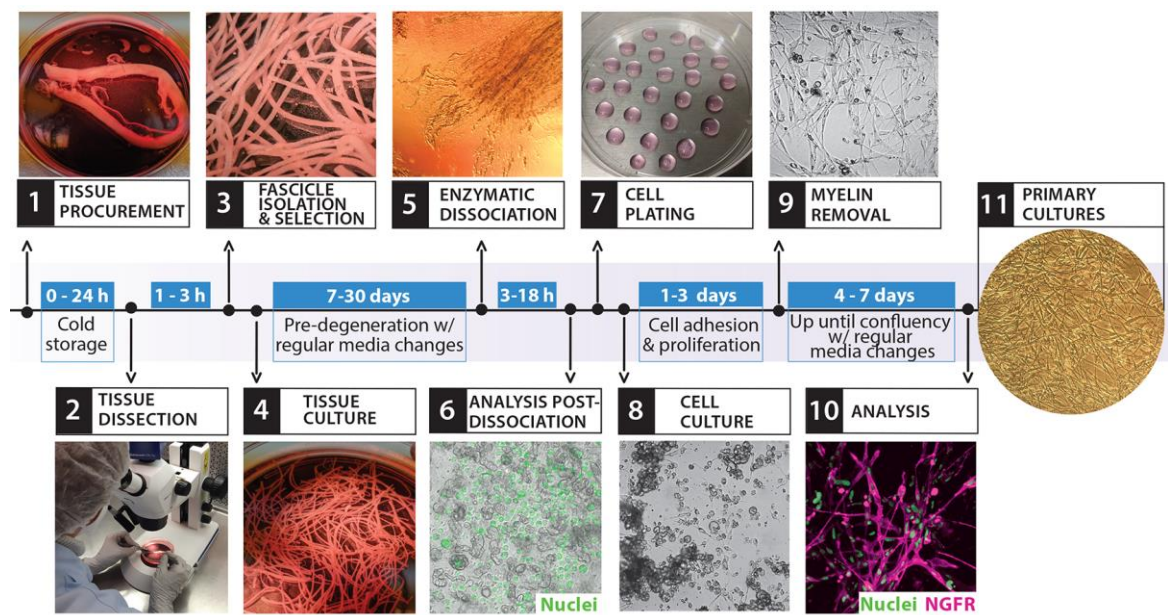 1 TISSUE
PROCUREMENT
3 FASCICLE
ISOLATION
& SELECTION
5 ENZYMATIC
DISSOCIATION
7 CELL
PLATING
9 MYELIN
REMOVAL
11 PRIMARY
CULTURES
0 - 24 h
Cold
storage
1 - 3 h
7-30 days
Pre-degeneration w/
regular media changes
3-18 h
1-3 days
Cell adhesion
& proliferation
4 - 7 days
Up until confluency
w/ regular
media changes
2 TISSUE
DISSECTION
4 TISSUE
CULTURE
6 ANALYSIS POST-
DISSOCIATION
8 CELL
CULTURE
10 ANALYSIS
Nuclei
Nuclei NGFR